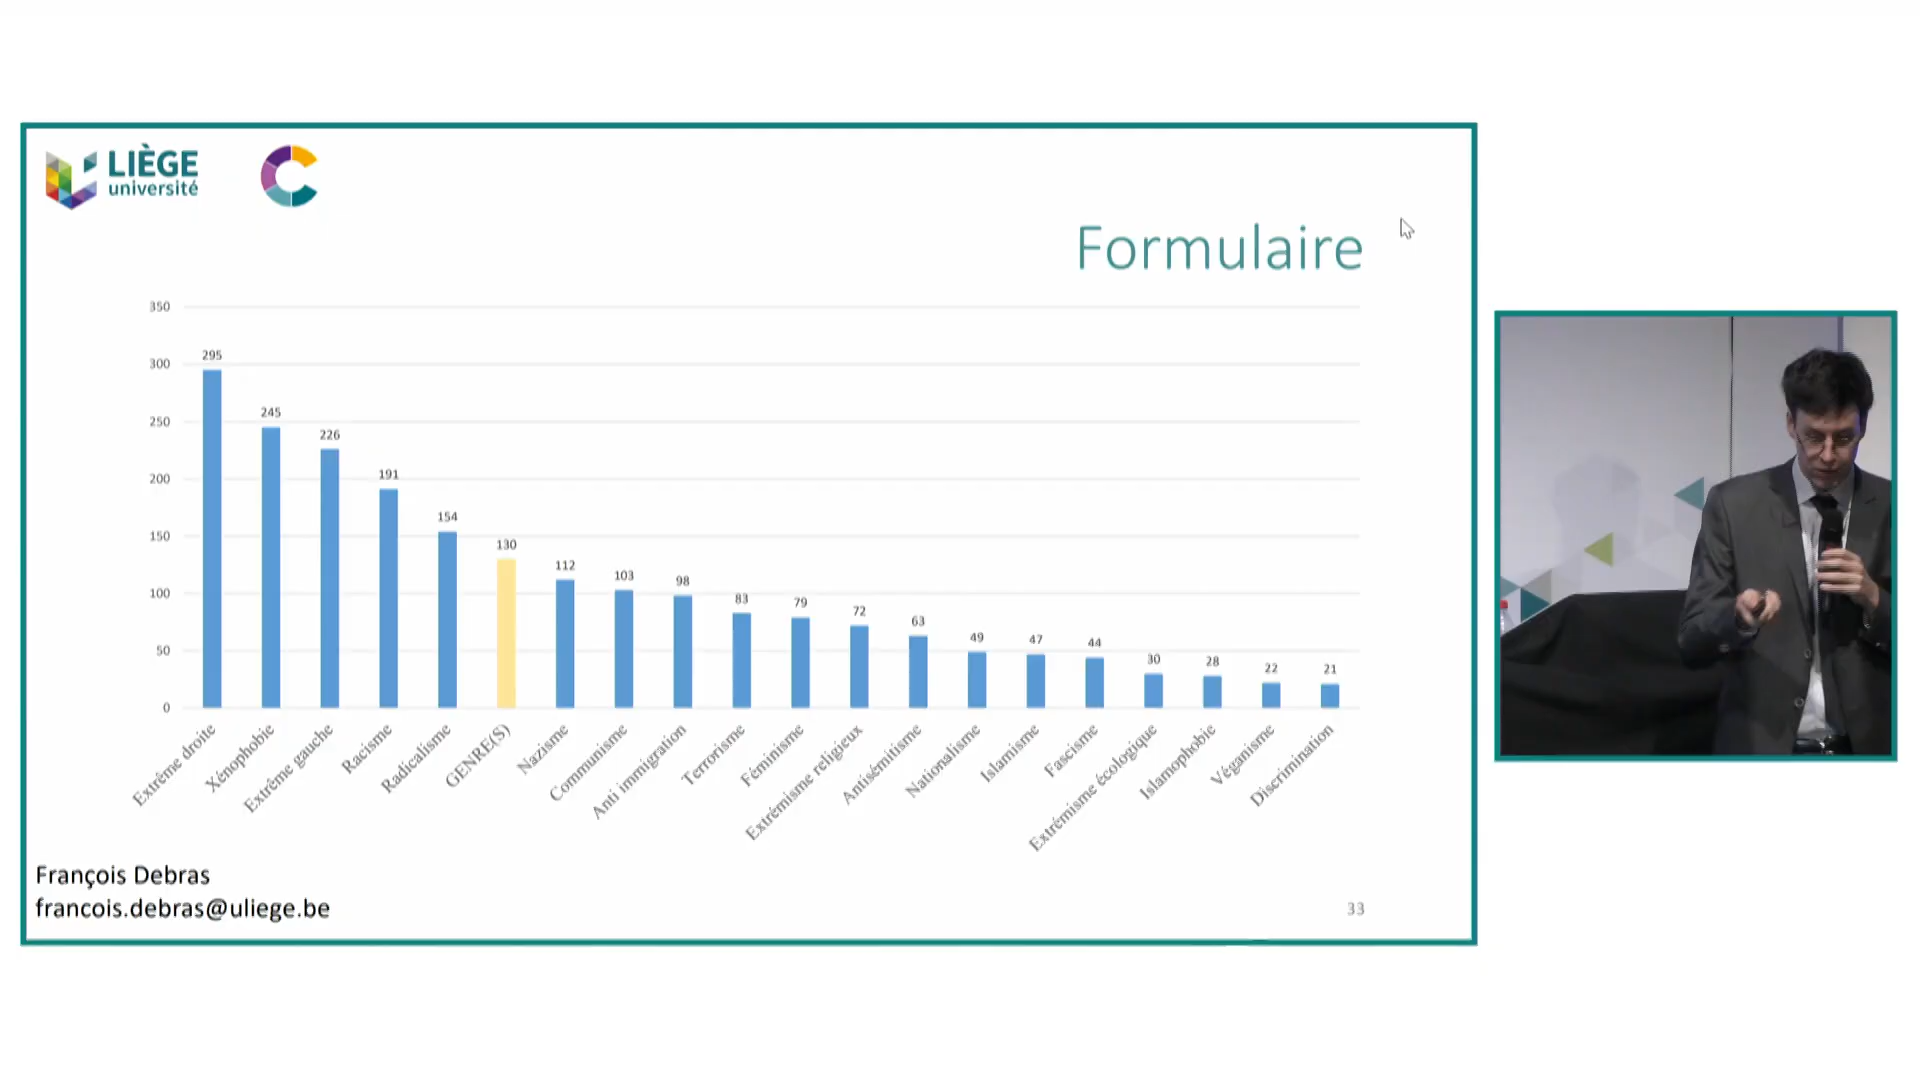 LIÈGE
université
Formulaire
350
300
250
200
150
100
50
0
295
245
226
191
154
130
112
103
98
83
79
72
63
49
47
44
30
28
22
21
Extrême droite
Xénophobie
Extrême gauche
Racisme
Radicalisme
GENRE(S)
Nazisme
Communisme
Anti immigration
Terrorisme
Féminisme
Extrémisme religieux
Antisémitisme
Nationalisme
Islamisme
Fascisme
Extrémisme écologique
Islamophobie
Véganisme
Discrimination
François Debras
francois.debras@uliege.be
33